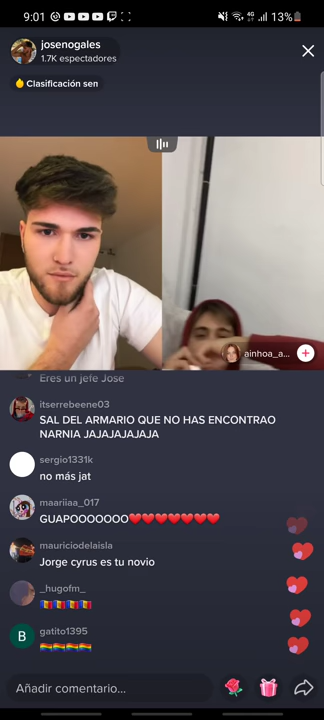 9:01
4G
13%
josenogales
1.7K espectadores
Clasificación sen
ainhoa_a...
Eres un jefe Jose
itserrebeene03
SAL DEL ARMARIO QUE NO HAS ENCONTRAO
NARNIA JAJAJAJAJAJA
sergio1331k
no más jat
maariiaa_017
GUAPOOOOOOO❤️❤️❤️❤️❤️❤️❤️
mauriciodelaisla
Jorge cyrus es tu novio
_hugofm_
🇦🇩🇦🇩🇦🇩🇦🇩
B
gatito1395
🏳️‍🌈🏳️‍🌈🏳️‍🌈🏳️‍🌈
Añadir comentario...